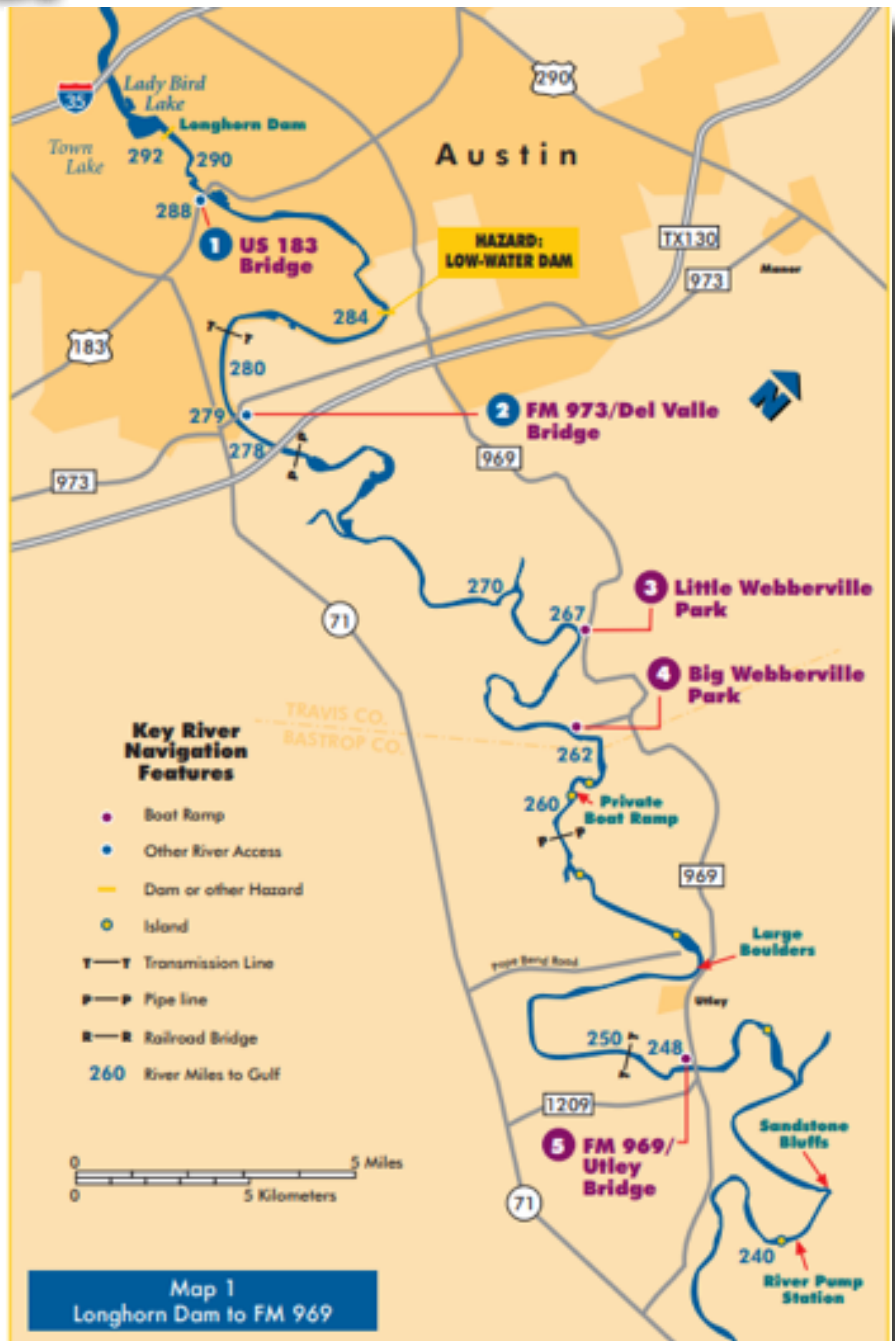 290
35
Lady Bird
Lake
Longhorn Dam
Town
Lake
292
290
Austin
288
1 US 183
Bridge
HAZARD:
LOW-WATER DAM
TX130
Manor
973
284
183
280
N
279
2 FM 973/Del Valle
Bridge
278
973
969
71
270
267
3 Little Webberville
Park
4 Big Webberville
Park
TRAVIS CO.
BASTROP CO.
262
260
Private
Boat Ramp
P P
969
Large
Boulders
Pope Bend Road
Utley
250
248
1209
5 FM 969/
Utley
Bridge
Sandstone
Bluffs
71
240
River Pump
Station
Key River
Navigation
Features
Boat Ramp
Other River Access
Dam or other Hazard
Island
T T Transmission Line
P P Pipe line
R R Railroad Bridge
260 River Miles to Gulf
0 5 Miles
0 5 Kilometers
Map 1
Longhorn Dam to FM 969